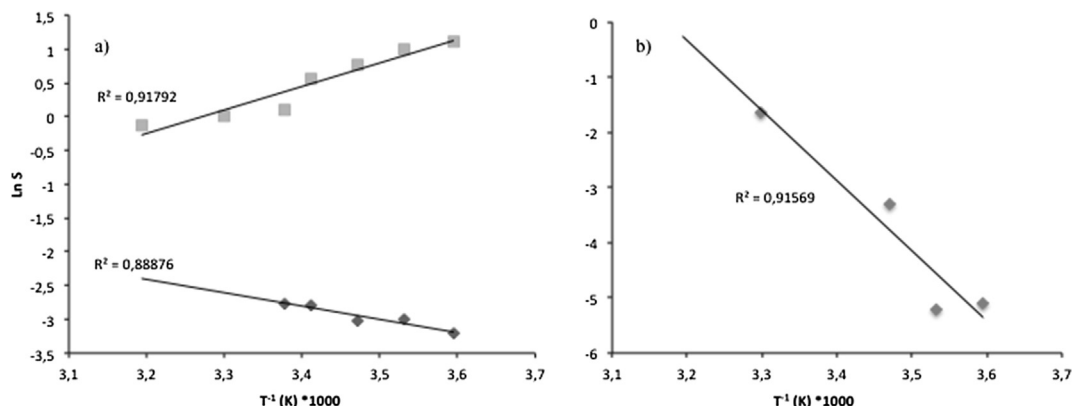 a)
1,5
1
0,5
0
-0,5
-1
-1,5
-2
-2,5
-3
-3,5
Ln S
R² = 0,91792
R² = 0,88876
3,1 3,2 3,3 3,4 3,5 3,6 3,7
T⁻¹ (K) *1000
b)
0
-1
-2
-3
-4
-5
-6
R² = 0,91569
3,1 3,2 3,3 3,4 3,5 3,6 3,7
T⁻¹ (K) *1000